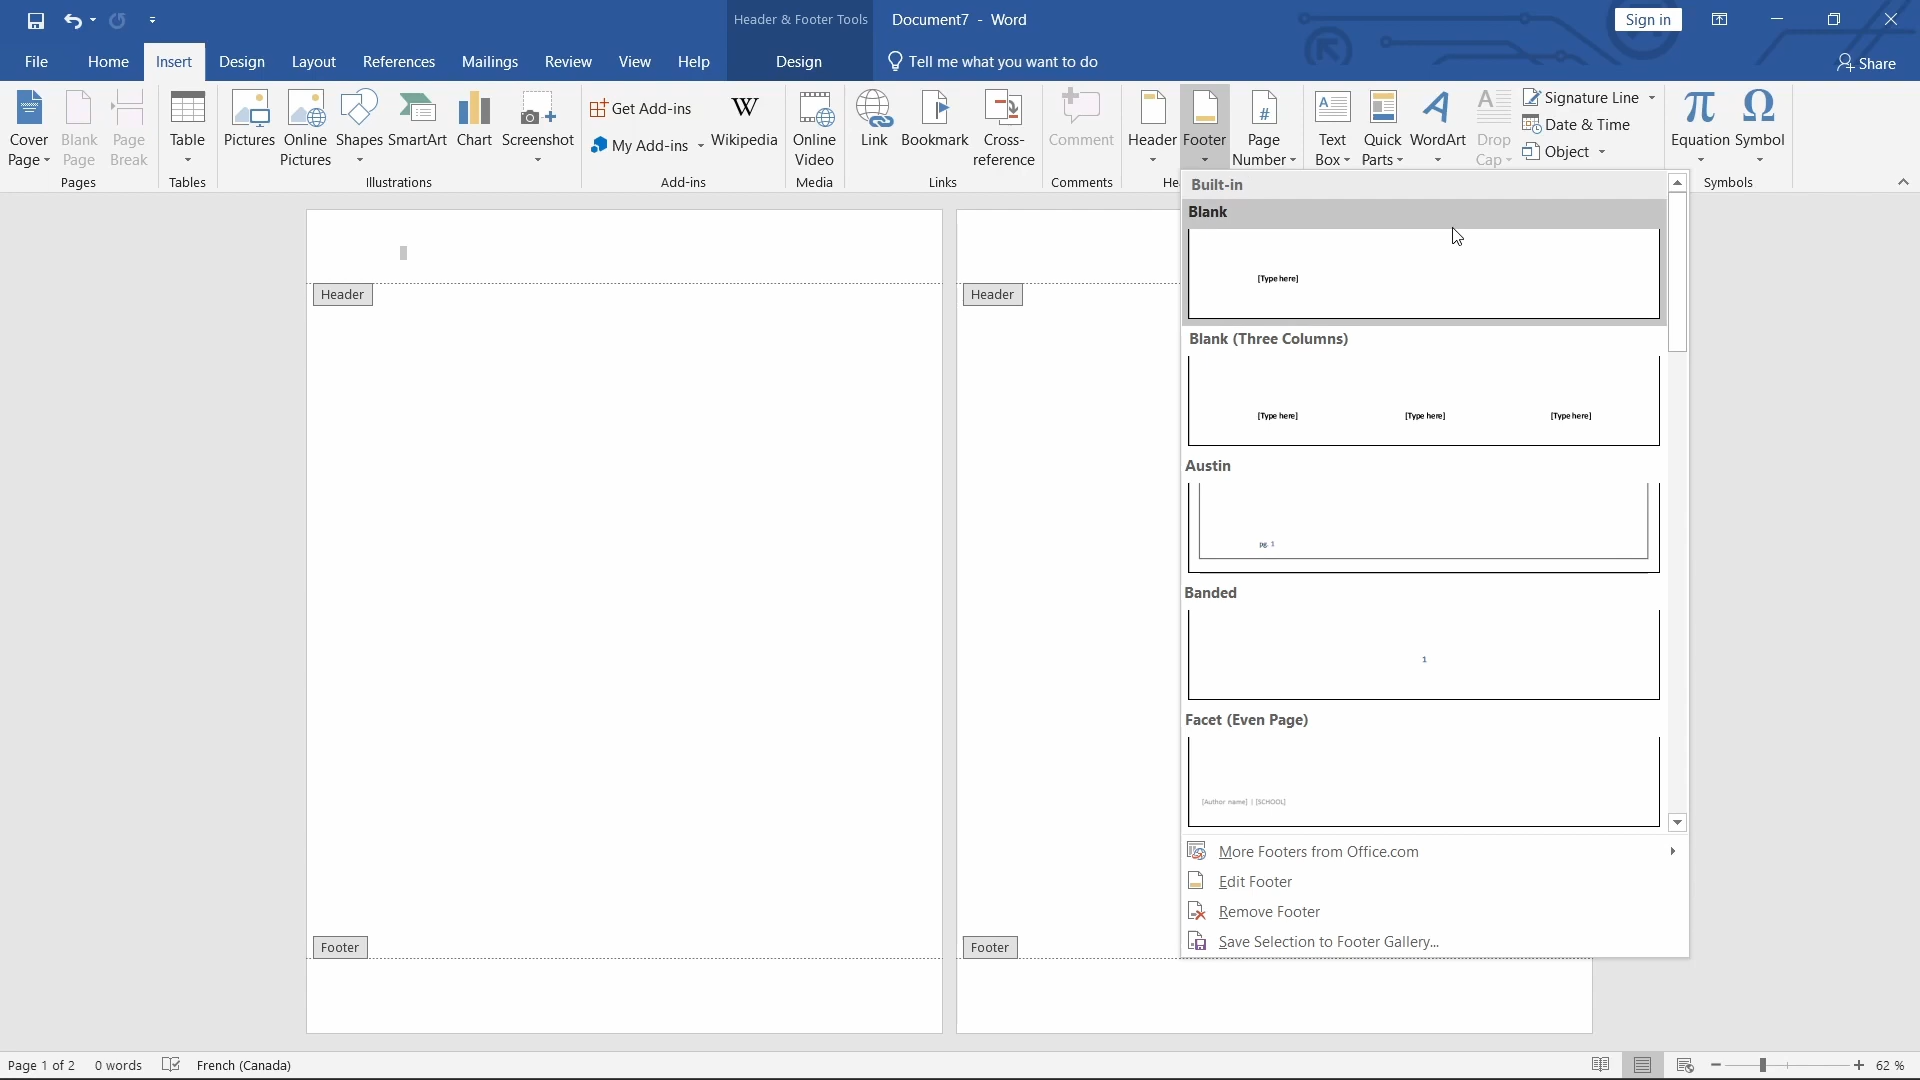 Header & Footer Tools
Document7 - Word
Sign in
File Home Insert Design Layout References Mailings Review View Help Design Tell me what you want to do Share
Cover Page
Blank Page
Page Break
Pages
Table
Tables
Pictures
Online Pictures
Shapes
SmartArt
Chart
Screenshot
Illustrations
Get Add-ins
My Add-ins
Wikipedia
Add-ins
Online Video
Media
Link
Bookmark
Cross-reference
Links
Comment
Comments
Header
Footer
Page Number
He
Text Box
Quick Parts
WordArt
Drop Cap
Signature Line
Date & Time
Object
Equation
Symbol
Symbols
Header
Header
Footer
Footer
Built-in
Blank
[Type here]
Blank (Three Columns)
[Type here] [Type here] [Type here]
Austin
pg. 1
Banded
1
Facet (Even Page)
[Author name] | [SCHOOL]
More Footers from Office.com
Edit Footer
Remove Footer
Save Selection to Footer Gallery...
Page 1 of 2 0 words French (Canada) 62 %